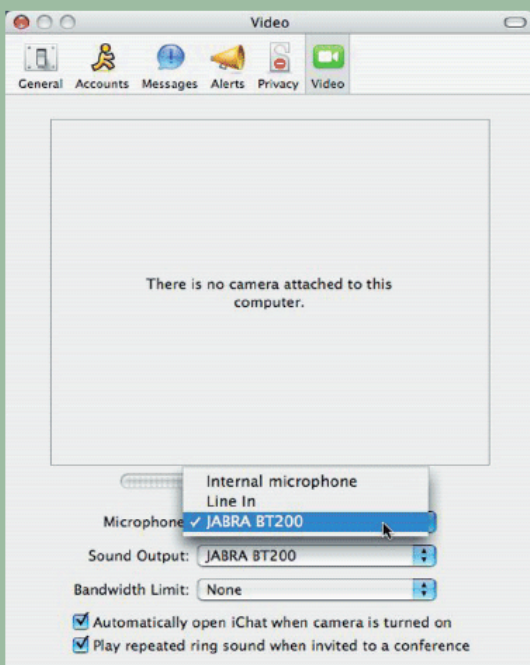 Video
General Accounts Messages Alerts Privacy Video
There is no camera attached to this
computer.
Internal microphone
Line In
Microphone ✓ JABRA BT200
Sound Output: JABRA BT200
Bandwidth Limit: None
Automatically open iChat when camera is turned on
Play repeated ring sound when invited to a conference